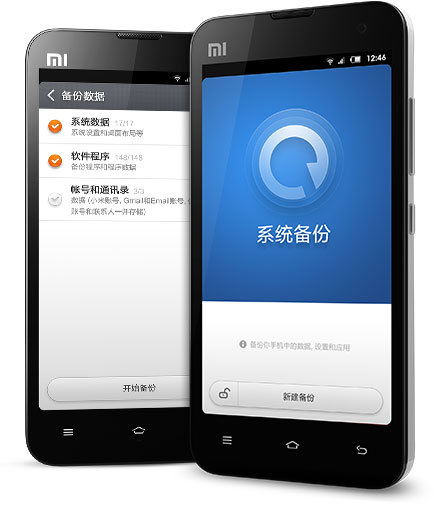 MI
备份数据
系统数据 17/17
系统设置和桌面布局等
软件程序 148/148
备份程序和程序数据
帐号和通讯录 3/3
数据 (小米账号, Gmail和Email账号, (
账号和联系人一并存储)
开始备份
MI
12:46
系统备份
备份你手机中的数据, 设置和应用
新建备份